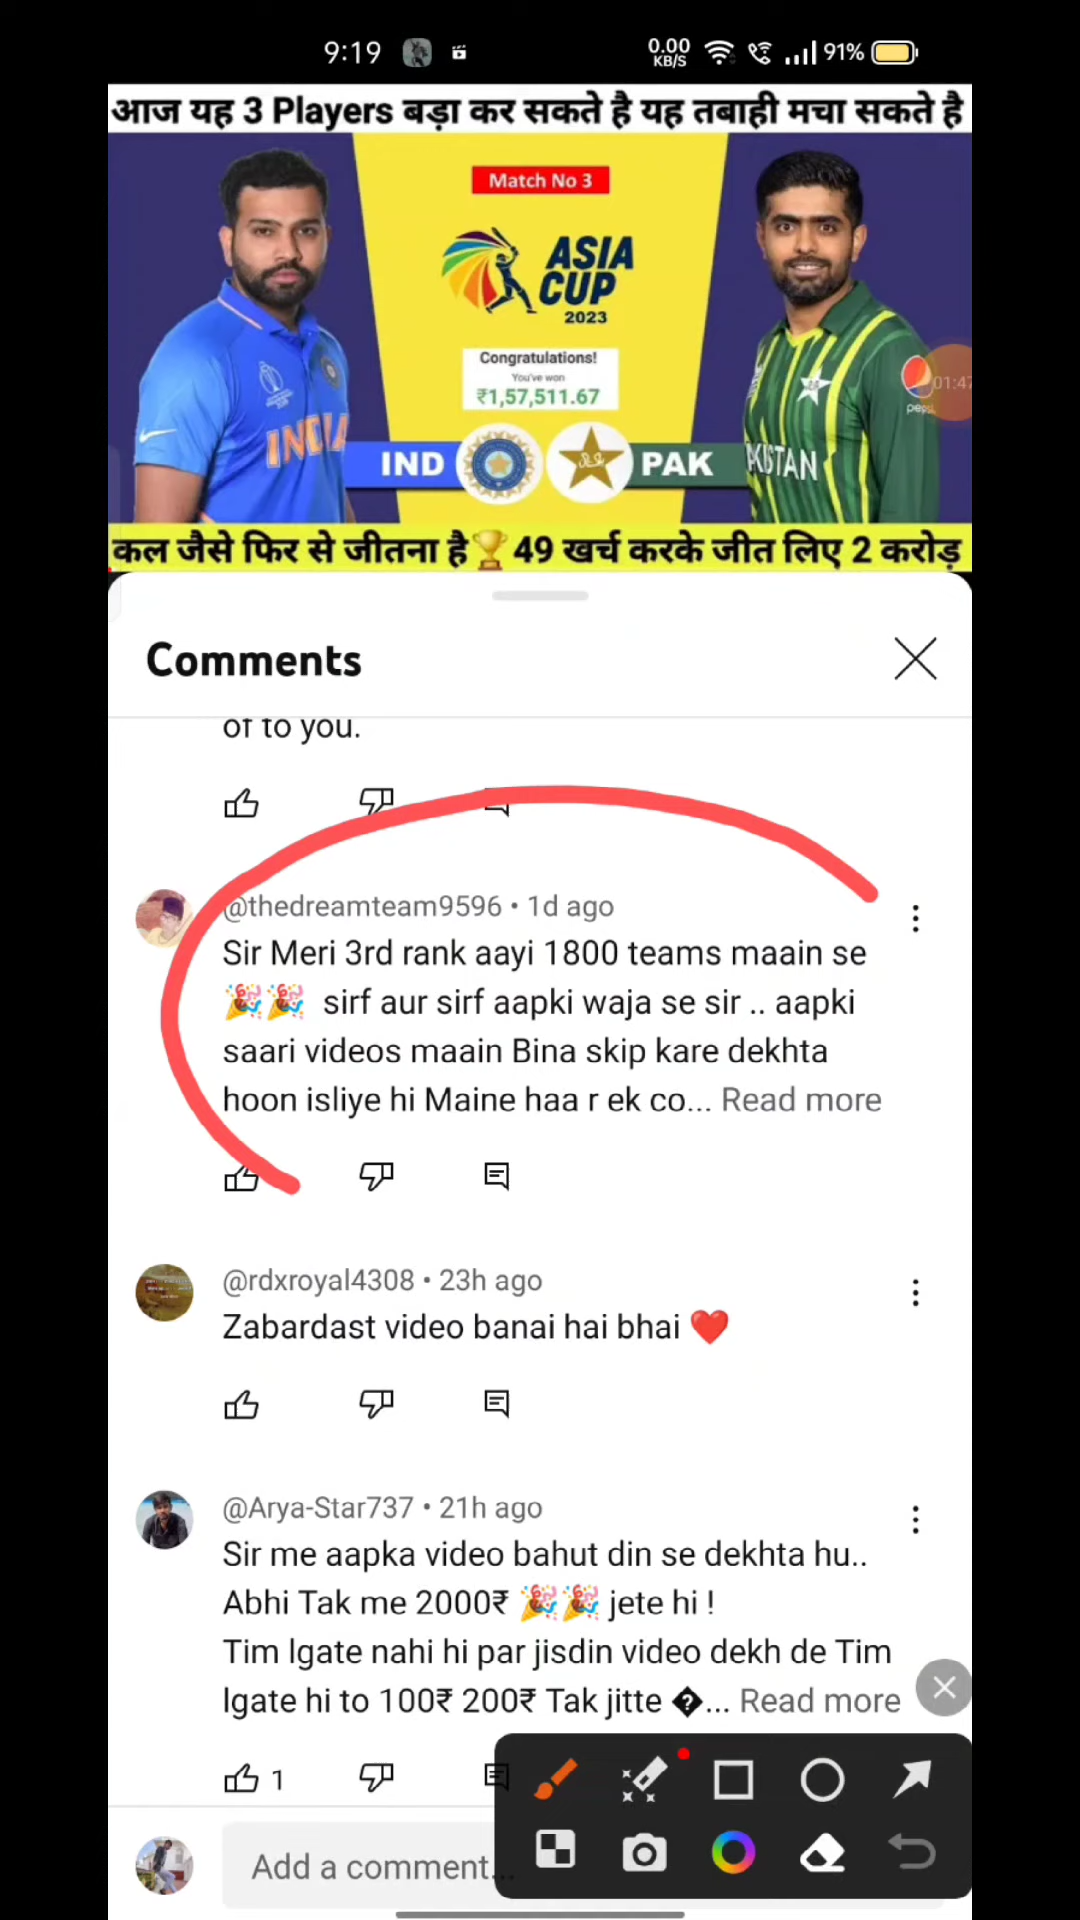 9:19
0.00 KB/S
91%
आज यह 3 Players बड़ा कर सकते है यह तबाही मचा सकते है
Match No 3
ASIA
CUP
2023
Congratulations!
You've won
₹1,57,511.67
01:47
pepsi
INDIA
IND
PAK
KISTAN
कल जैसे फिर से जीतना है🏆49 खर्च करके जीत लिए 2 करोड़
Comments
of to you.
@thedreamteam9596 • 1d ago
Sir Meri 3rd rank aayi 1800 teams maain se
🎉🎉 sirf aur sirf aapki waja se sir .. aapki
saari videos maain Bina skip kare dekhta
hoon isliye hi Maine haa r ek co... Read more
@rdxroyal4308 • 23h ago
Zabardast video banai hai bhai ❤️
@Arya-Star737 • 21h ago
Sir me aapka video bahut din se dekhta hu..
Abhi Tak me 2000₹ 🎉🎉 jete hi !
Tim lgate nahi hi par jisdin video dekh de Tim
lgate hi to 100₹ 200₹ Tak jitte �... Read more
1
Add a comment...